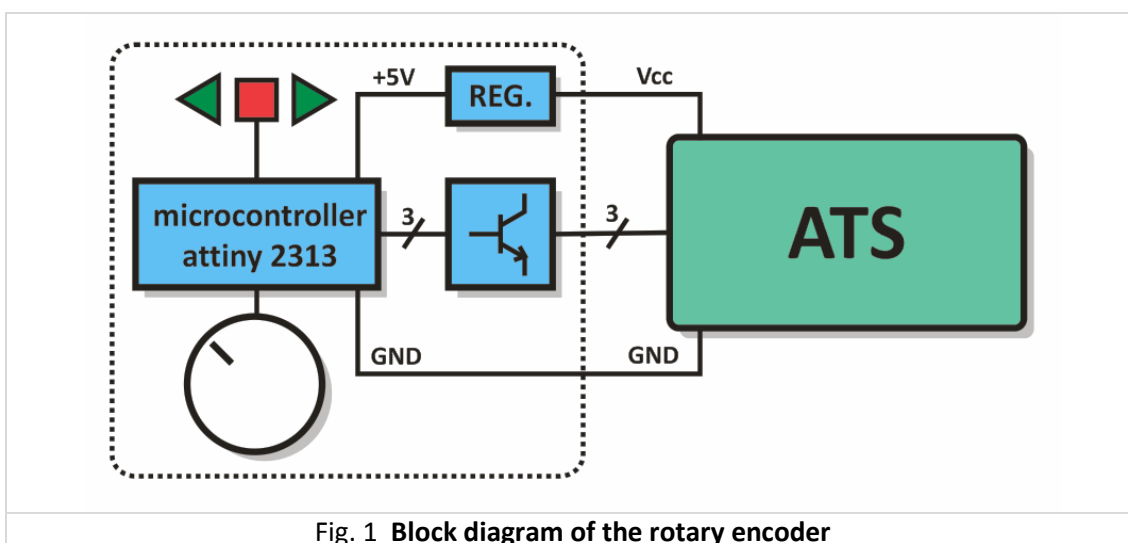 +5V
REG.
Vcc
microcontroller
attiny 2313
3
3
ATS
GND
GND
Fig. 1 Block diagram of the rotary encoder